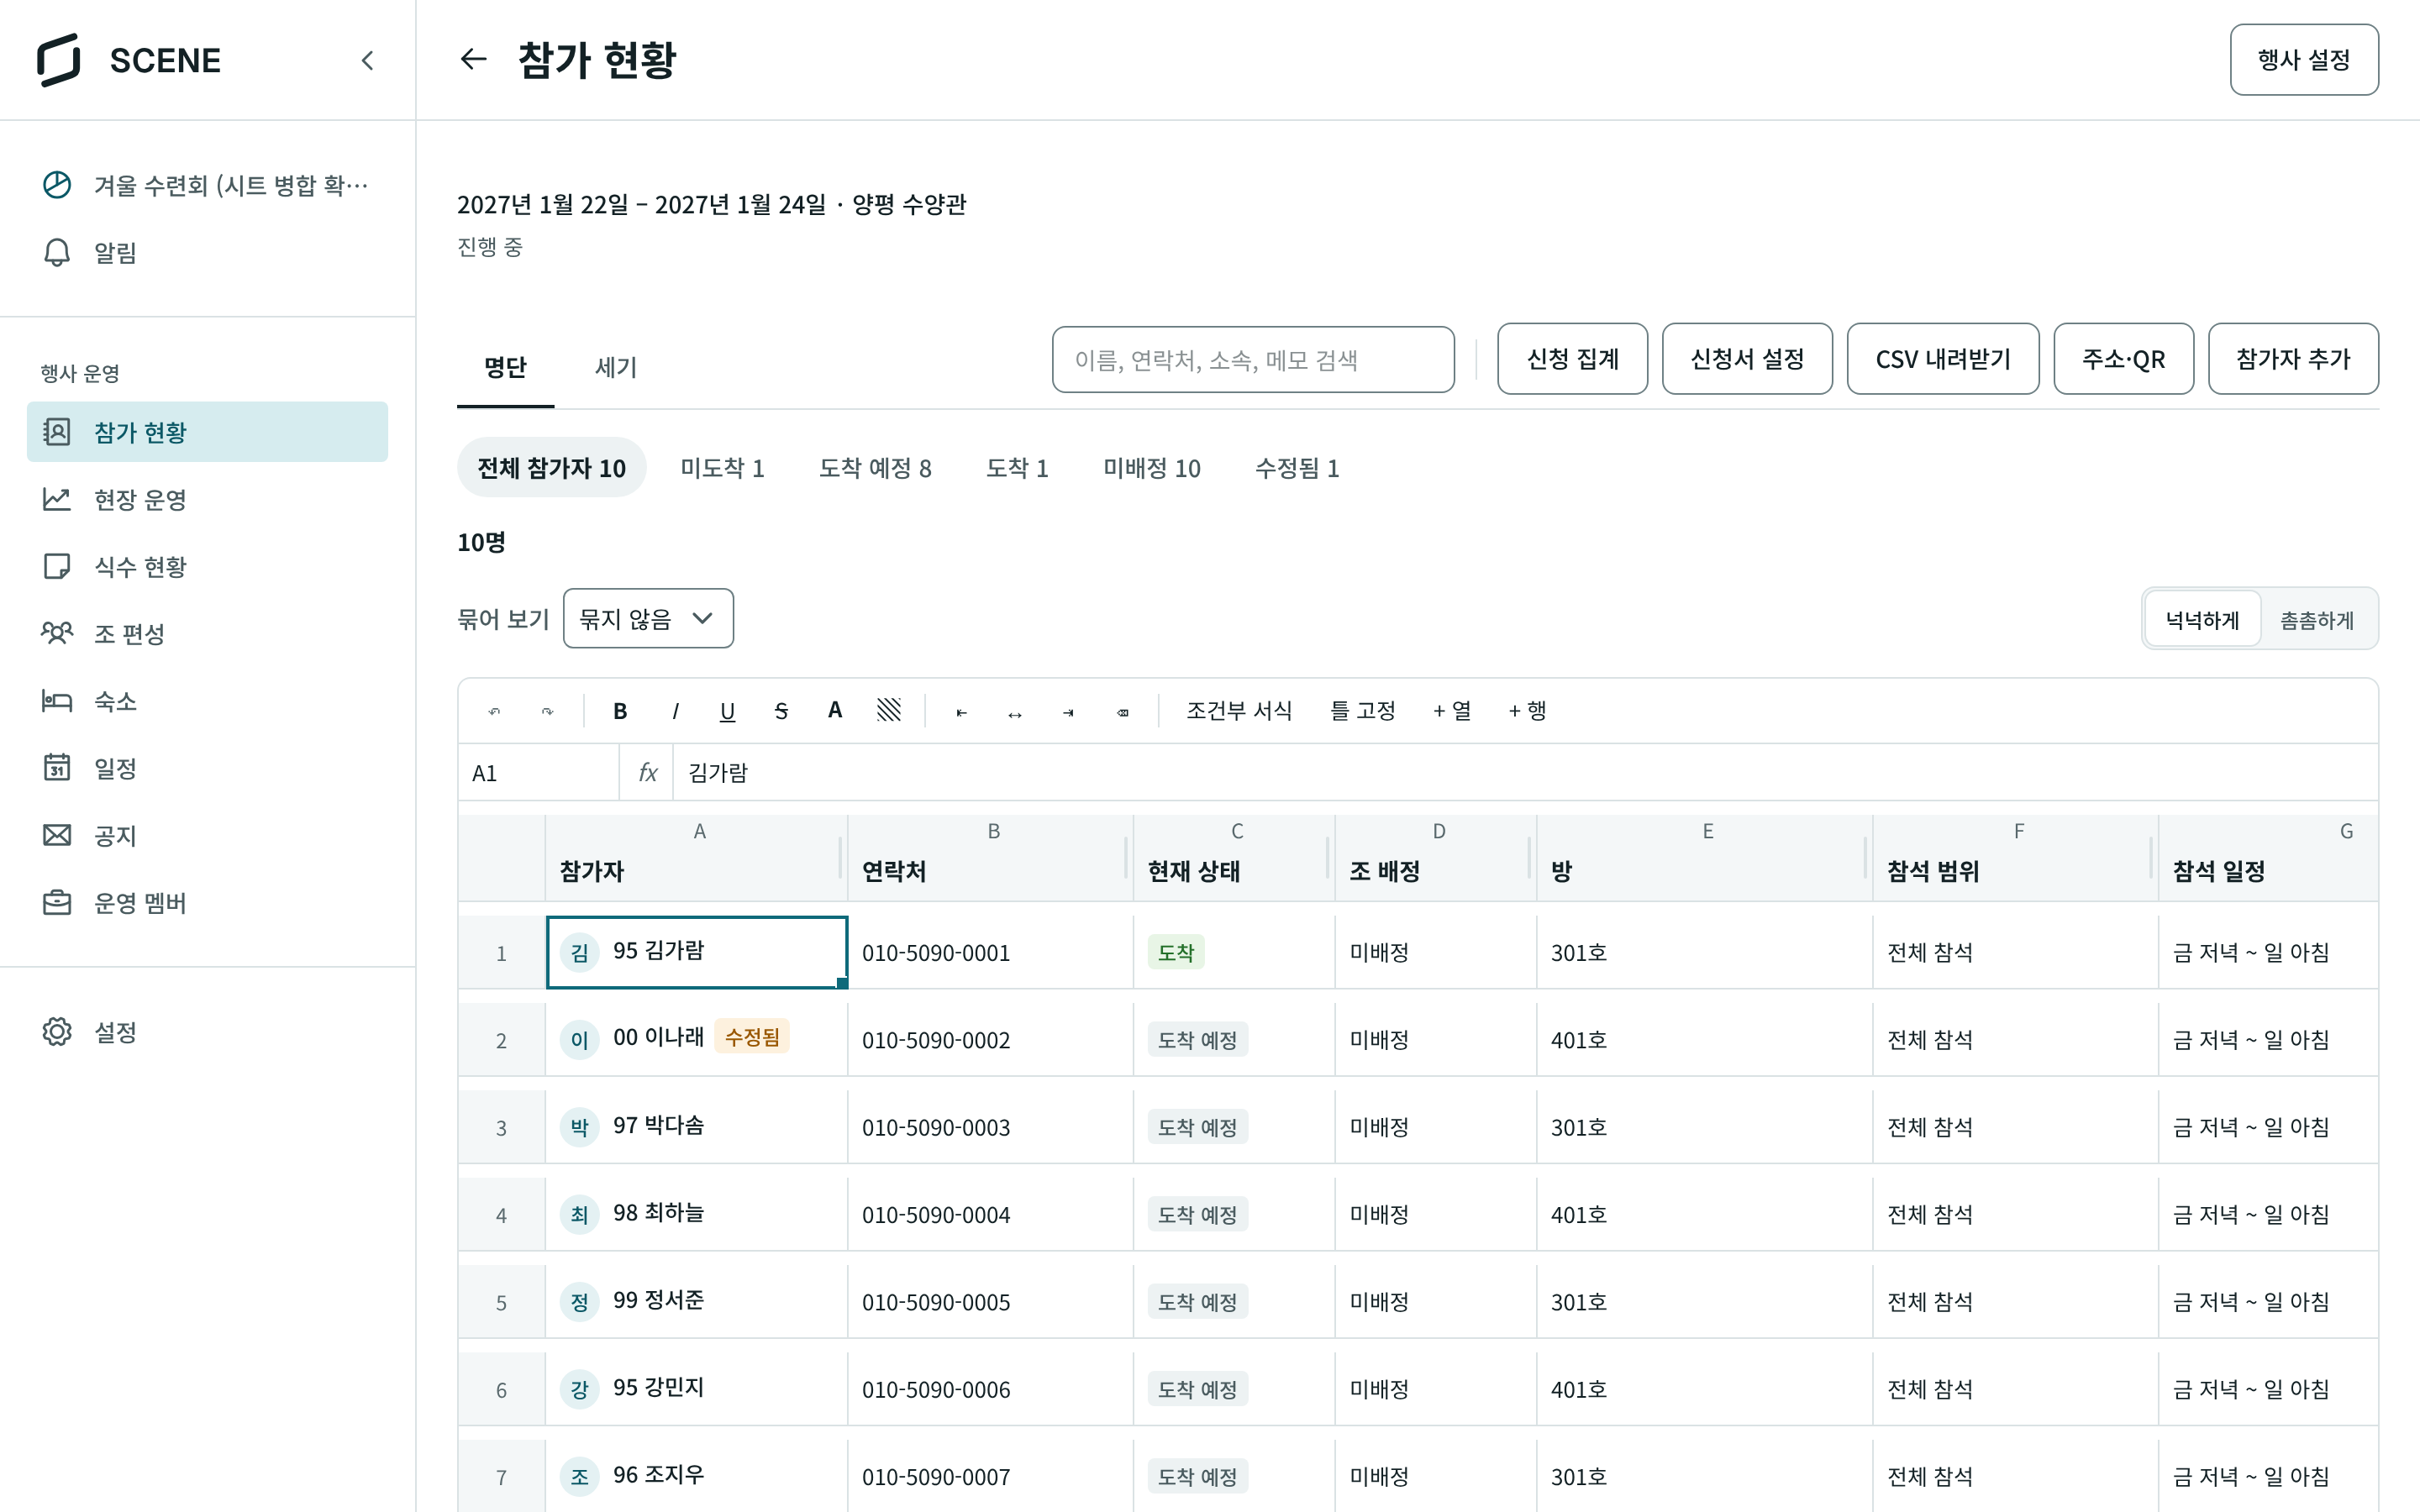 SCENE
참가 현황
행사 설정
겨울 수련회 (시트 병합 확…
알림
행사 운영
참가 현황
현장 운영
식수 현황
조 편성
숙소
31 일정
공지
운영 멤버
설정
2027년 1월 22일 – 2027년 1월 24일 · 양평 수양관
진행 중
명단 세기 이름, 연락처, 소속, 메모 검색 신청 집계 신청서 설정 CSV 내려받기 주소·QR 참가자 추가
전체 참가자 10 미도착 1 도착 예정 8 도착 1 미배정 10 수정됨 1
10명
묶어 보기 묶지 않음 넉넉하게 촘촘하게
B I U S A 조건부 서식 틀 고정 + 열 + 행
A1 fx 김가람
A B C D E F G
참가자 연락처 현재 상태 조 배정 방 참석 범위 참석 일정
1 김 95 김가람 010-5090-0001 도착 미배정 301호 전체 참석 금 저녁 ~ 일 아침
2 이 00 이나래 수정됨 010-5090-0002 도착 예정 미배정 401호 전체 참석 금 저녁 ~ 일 아침
3 박 97 박다솜 010-5090-0003 도착 예정 미배정 301호 전체 참석 금 저녁 ~ 일 아침
4 최 98 최하늘 010-5090-0004 도착 예정 미배정 401호 전체 참석 금 저녁 ~ 일 아침
5 정 99 정서준 010-5090-0005 도착 예정 미배정 301호 전체 참석 금 저녁 ~ 일 아침
6 강 95 강민지 010-5090-0006 도착 예정 미배정 401호 전체 참석 금 저녁 ~ 일 아침
7 조 96 조지우 010-5090-0007 도착 예정 미배정 301호 전체 참석 금 저녁 ~ 일 아침